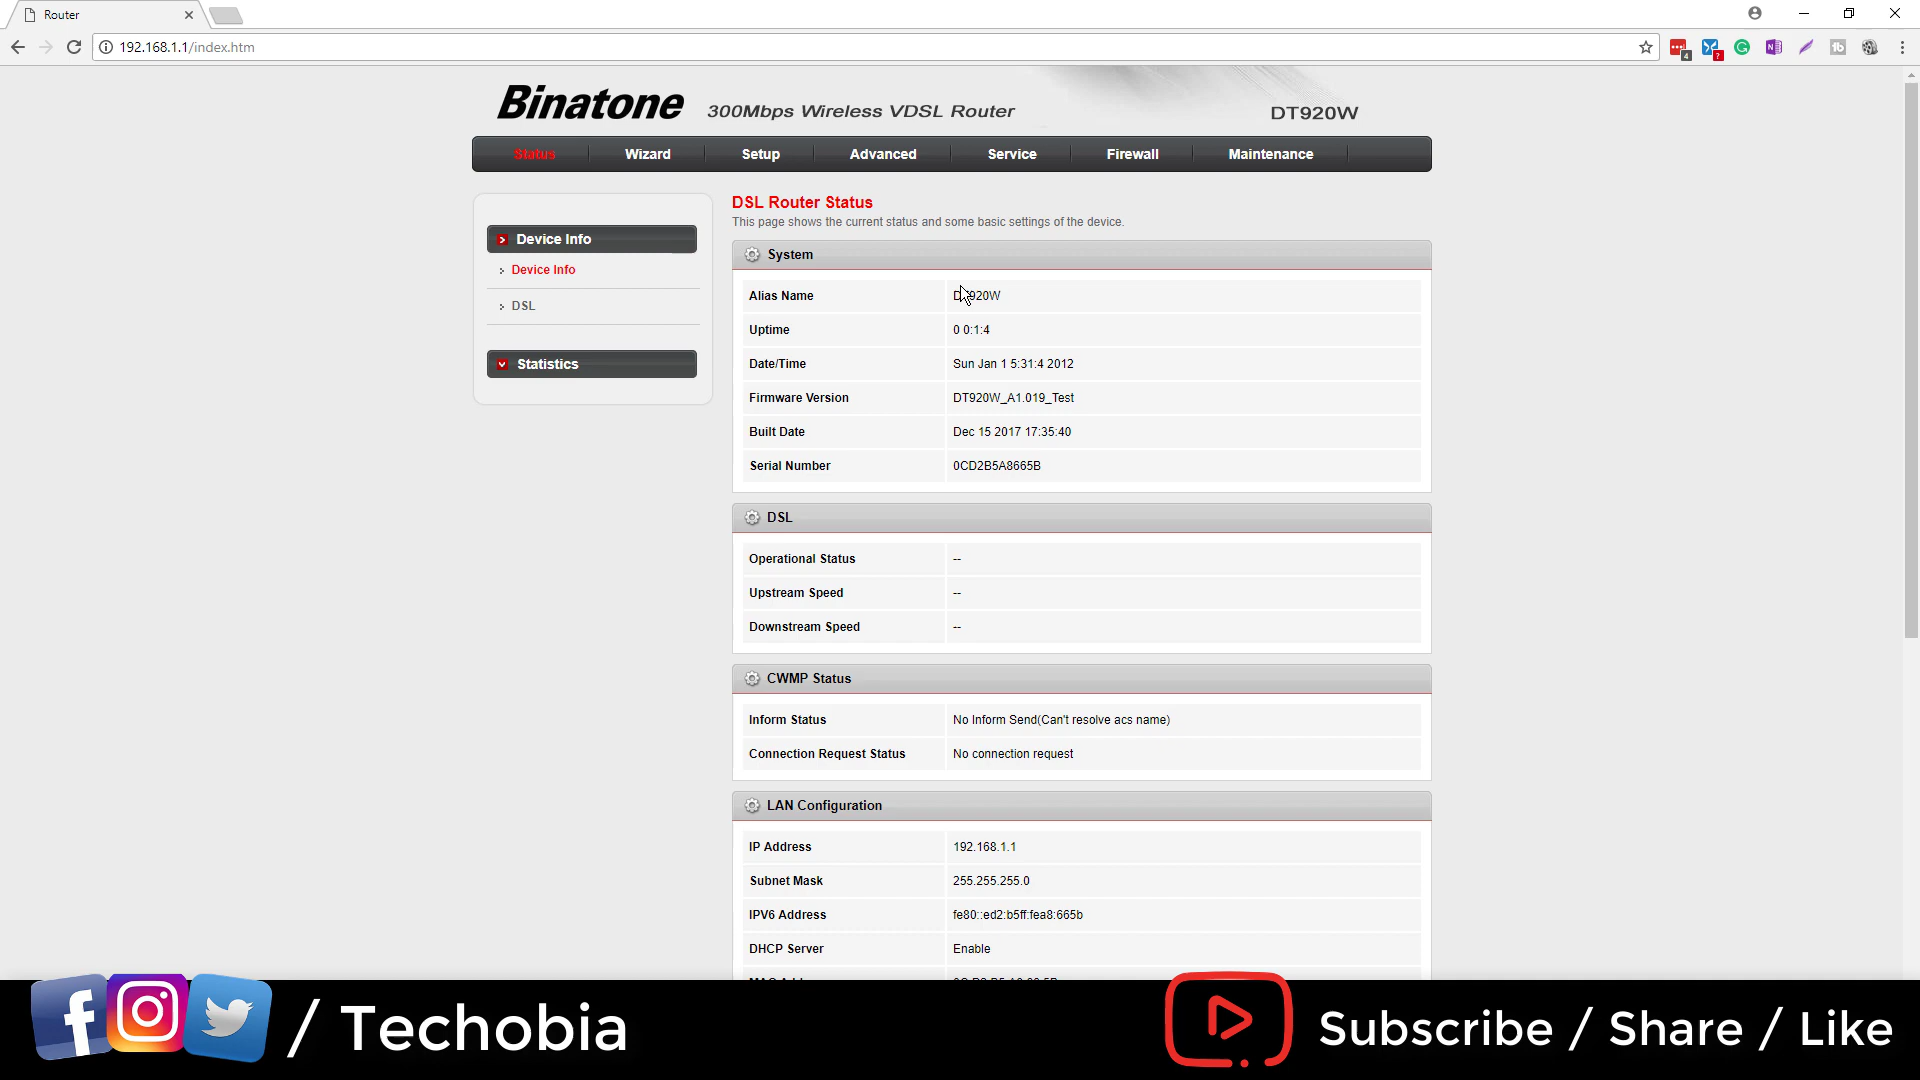 Router
192.168.1.1/index.htm
4
?
Binatone 300Mbps Wireless VDSL Router DT920W
Status Wizard Setup Advanced Service Firewall Maintenance
Device Info
Device Info
DSL
Statistics
DSL Router Status
This page shows the current status and some basic settings of the device.
System
Alias Name DT920W
Uptime 0 0:1:4
Date/Time Sun Jan 1 5:31:4 2012
Firmware Version DT920W_A1.019_Test
Built Date Dec 15 2017 17:35:40
Serial Number 0CD2B5A8665B
DSL
Operational Status --
Upstream Speed --
Downstream Speed --
CWMP Status
Inform Status No Inform Send(Can't resolve acs name)
Connection Request Status No connection request
LAN Configuration
IP Address 192.168.1.1
Subnet Mask 255.255.255.0
IPV6 Address fe80::ed2:b5ff:fea8:665b
DHCP Server Enable
/ Techobia
Subscribe / Share / Like